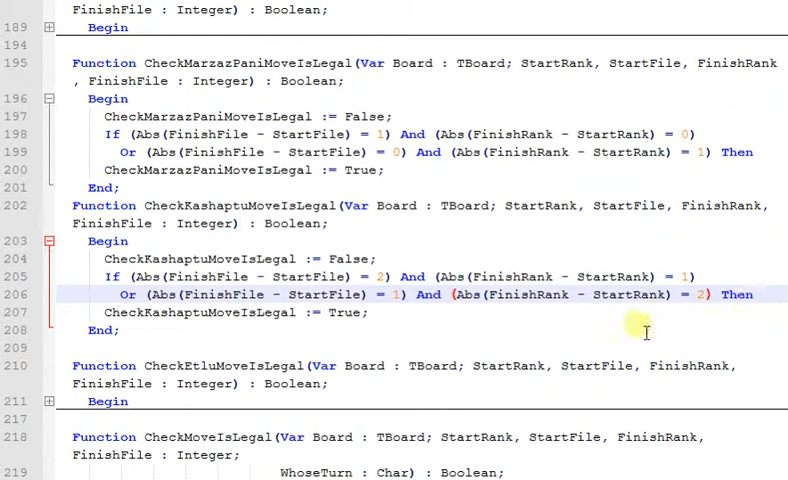 FinishFile : Integer) : Boolean;
189 Begin
194
195 Function CheckMarzazPaniMoveIsLegal(Var Board : TBoard; StartRank, StartFile, FinishRank
, FinishFile : Integer) : Boolean;
196 Begin
197 CheckMarzazPaniMoveIsLegal := False;
198 If (Abs(FinishFile - StartFile) = 1) And (Abs(FinishRank - StartRank) = 0)
199 Or (Abs(FinishFile - StartFile) = 0) And (Abs(FinishRank - StartRank) = 1) Then
200 CheckMarzazPaniMoveIsLegal := True;
201 End;
202 Function CheckKashaptuMoveIsLegal(Var Board : TBoard; StartRank, StartFile, FinishRank,
FinishFile : Integer) : Boolean;
203 Begin
204 CheckKashaptuMoveIsLegal := False;
205 If (Abs(FinishFile - StartFile) = 2) And (Abs(FinishRank - StartRank) = 1)
206 Or (Abs(FinishFile - StartFile) = 1) And (Abs(FinishRank - StartRank) = 2) Then
207 CheckKashaptuMoveIsLegal := True;
208 End;
209
210 Function CheckEtluMoveIsLegal(Var Board : TBoard; StartRank, StartFile, FinishRank,
FinishFile : Integer) : Boolean;
211 Begin
217
218 Function CheckMoveIsLegal(Var Board : TBoard; StartRank, StartFile, FinishRank,
FinishFile : Integer;
219 WhoseTurn : Char) : Boolean;